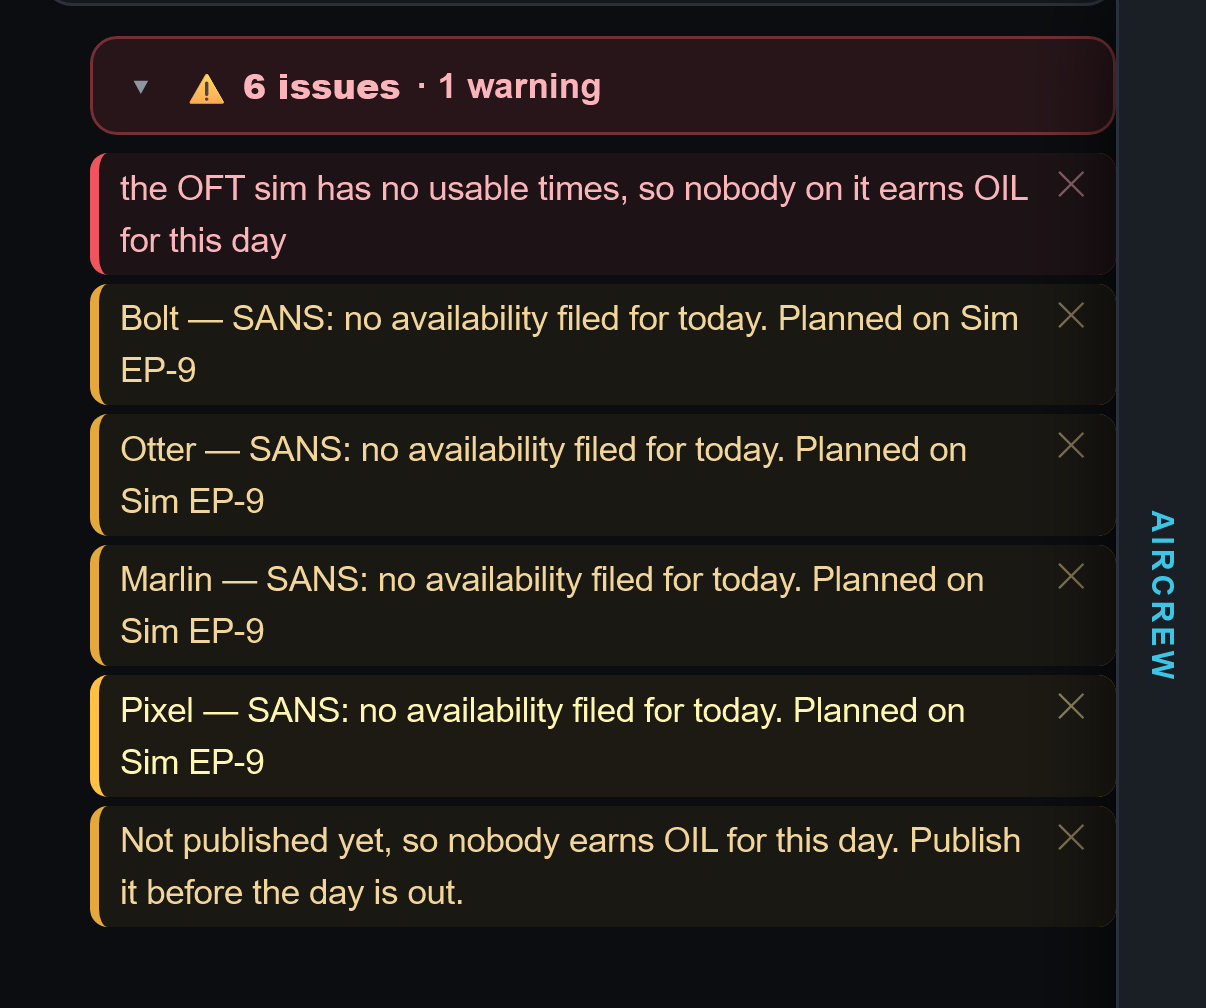 6 issues · 1 warning
the OFT sim has no usable times, so nobody on it earns OIL
for this day
Bolt — SANS: no availability filed for today. Planned on Sim
EP-9
Otter — SANS: no availability filed for today. Planned on
Sim EP-9
Marlin — SANS: no availability filed for today. Planned on
Sim EP-9
Pixel — SANS: no availability filed for today. Planned on
Sim EP-9
Not published yet, so nobody earns OIL for this day. Publish
it before the day is out.
AIRCREW